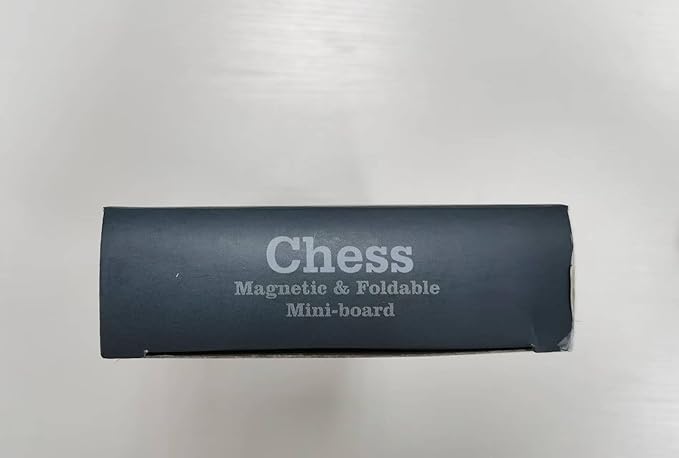 Chess
Magnetic & Foldable
Mini-board